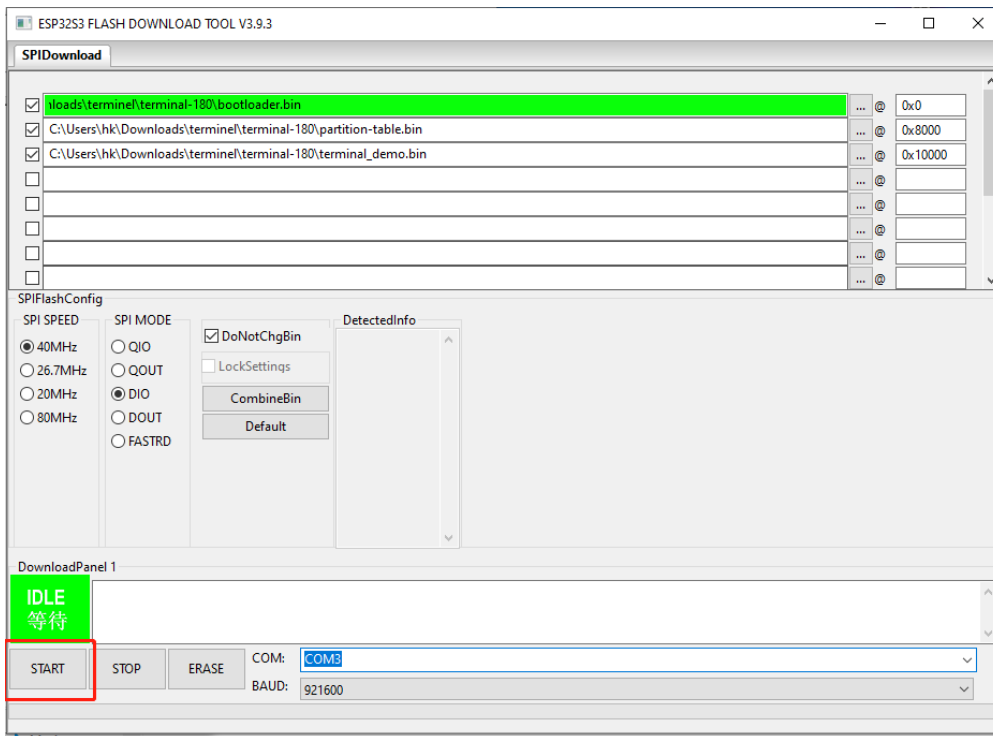 ESP32S3 FLASH DOWNLOAD TOOL V3.9.3
SPIDownload
nloads\terminel\terminal-180\bootloader.bin ... @ 0x0
C:\Users\hk\Downloads\terminel\terminal-180\partition-table.bin ... @ 0x8000
C:\Users\hk\Downloads\terminel\terminal-180\terminal_demo.bin ... @ 0x10000
... @
... @
... @
... @
... @
SPIFlashConfig
SPI SPEED SPI MODE DetectedInfo
40MHz QIO DoNotChgBin
26.7MHz QOUT LockSettings
20MHz DIO CombineBin
80MHz DOUT Default
FASTRD
DownloadPanel 1
IDLE
等待
START STOP ERASE COM: COM3
BAUD: 921600